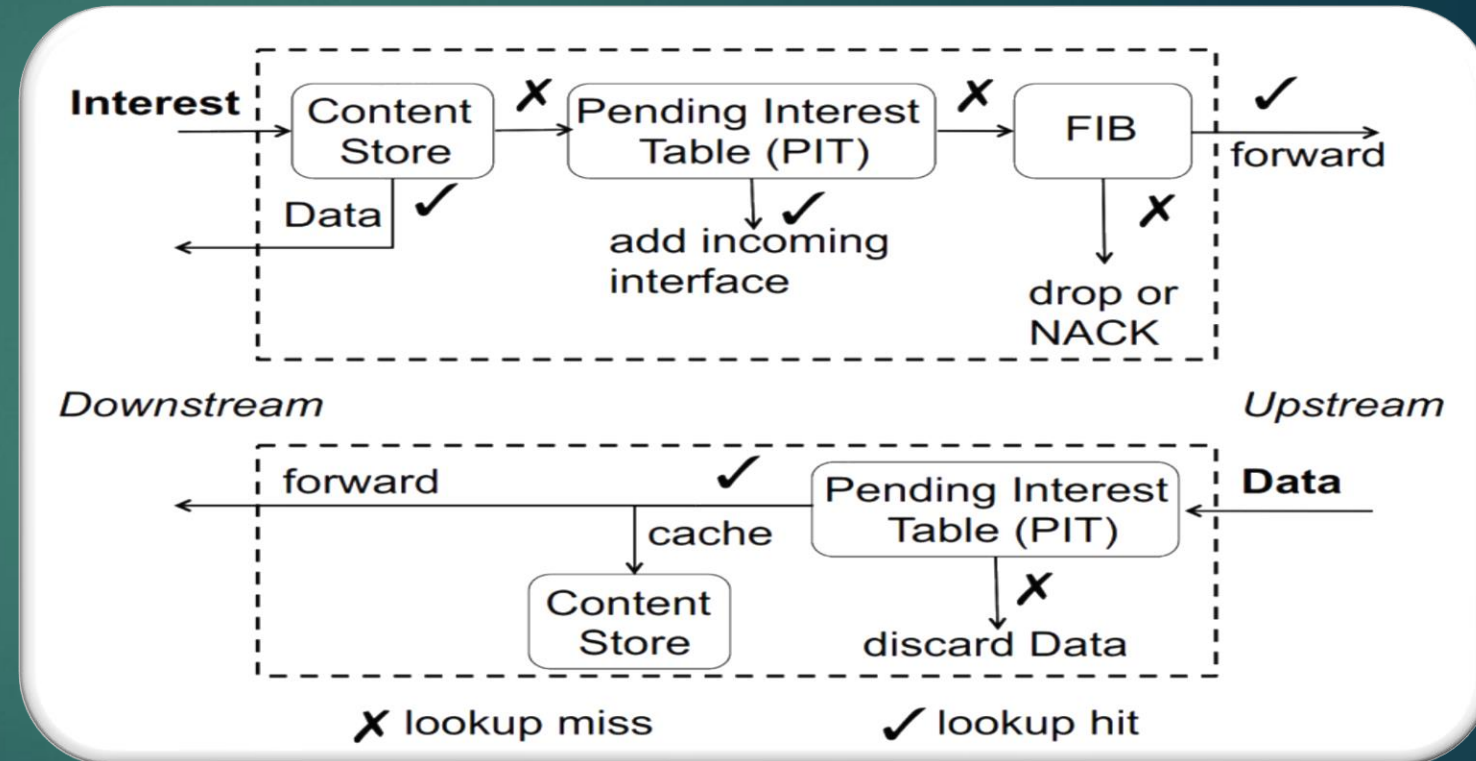 Interest
Content
Store
Pending Interest
Table (PIT)
FIB
forward
Data
add incoming
interface
drop or
NACK
Downstream
Upstream
forward
Pending Interest
Table (PIT)
Data
cache
Content
Store
discard Data
✗ lookup miss
✓ lookup hit